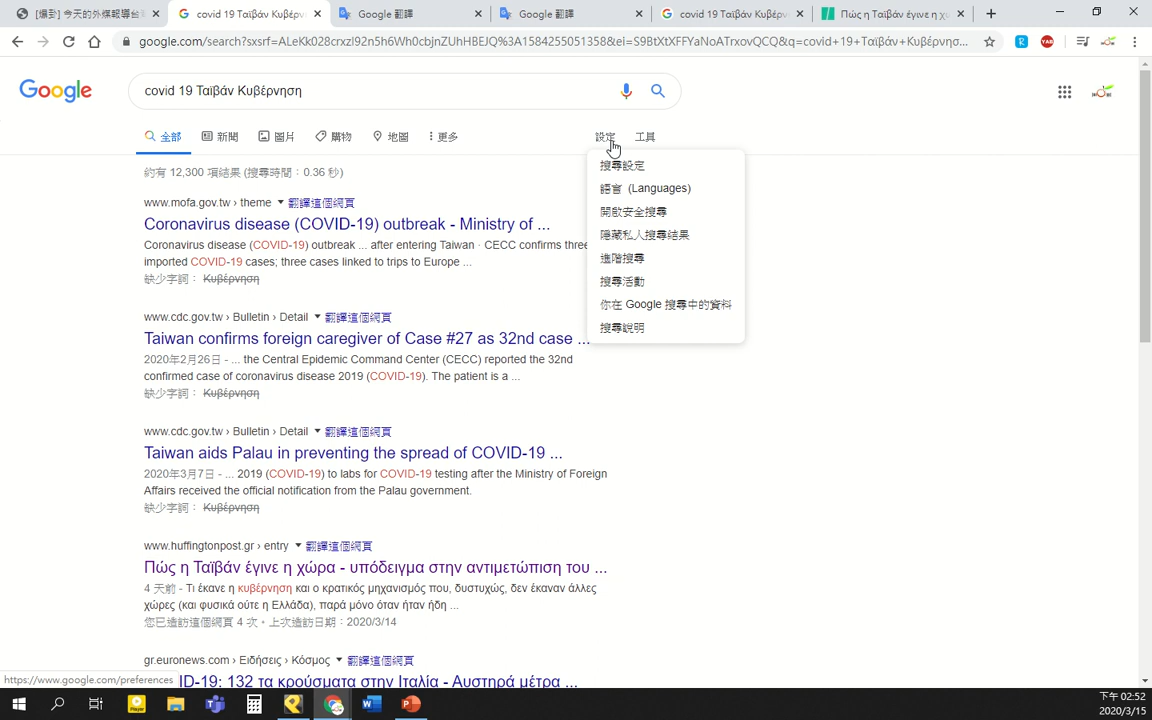 [爆卦] 今天的外媒報導台
covid 19 Ταϊβάν Κυβέρν
Google 翻譯
Google 翻譯
covid 19 Ταϊβάν Κυβέρν
Πώς η Ταϊβάν έγινε η χώ
google.com/search?sxsrf=ALeKk028crxzl92n5h6Wh0cbJnZUhHBEJQ%3A1584255051358&ei=S9BtXtXFFYaNoATrxovQCQ&q=covid+19+Ταϊβάν+Κυβέρνησ...
Google
covid 19 Ταϊβάν Κυβέρνηση
全部
新聞
圖片
購物
地圖
更多
設定
工具
約有 12,300 項結果 (搜尋時間：0.36 秒)
搜尋設定
語言 (Languages)
開啟安全搜尋
隱藏私人搜尋結果
進階搜尋
搜尋活動
你在 Google 搜尋中的資料
搜尋說明
www.mofa.gov.tw › theme ▼ 翻譯這個網頁
Coronavirus disease (COVID-19) outbreak - Ministry of ...
Coronavirus disease (COVID-19) outbreak ... after entering Taiwan · CECC confirms three
imported COVID-19 cases; three cases linked to trips to Europe ...
缺少字詞： Κυβέρνηση
www.cdc.gov.tw › Bulletin › Detail ▼ 翻譯這個網頁
Taiwan confirms foreign caregiver of Case #27 as 32nd case ...
2020年2月26日 - ... the Central Epidemic Command Center (CECC) reported the 32nd
confirmed case of coronavirus disease 2019 (COVID-19). The patient is a ...
缺少字詞： Κυβέρνηση
www.cdc.gov.tw › Bulletin › Detail ▼ 翻譯這個網頁
Taiwan aids Palau in preventing the spread of COVID-19 ...
2020年3月7日 - ... 2019 (COVID-19) to labs for COVID-19 testing after the Ministry of Foreign
Affairs received the official notification from the Palau government.
缺少字詞： Κυβέρνηση
www.huffingtonpost.gr › entry ▼ 翻譯這個網頁
Πώς η Ταϊβάν έγινε η χώρα - υπόδειγμα στην αντιμετώπιση του ...
4 天前 - Τι έκανε η κυβέρνηση και ο κρατικός μηχανισμός που, δυστυχώς, δεν έκαναν άλλες
χώρες (και φυσικά ούτε η Ελλάδα), παρά μόνο όταν ήταν ήδη ...
您已造訪這個網頁 4 次。上次造訪日期：2020/3/14
gr.euronews.com › Ειδήσεις › Κόσμος ▼ 翻譯這個網頁
ID-19: 132 τα κρούσματα στην Ιταλία - Αυστηρά μέτρα ...
https://www.google.com/preferences
下午 02:52
2020/3/15